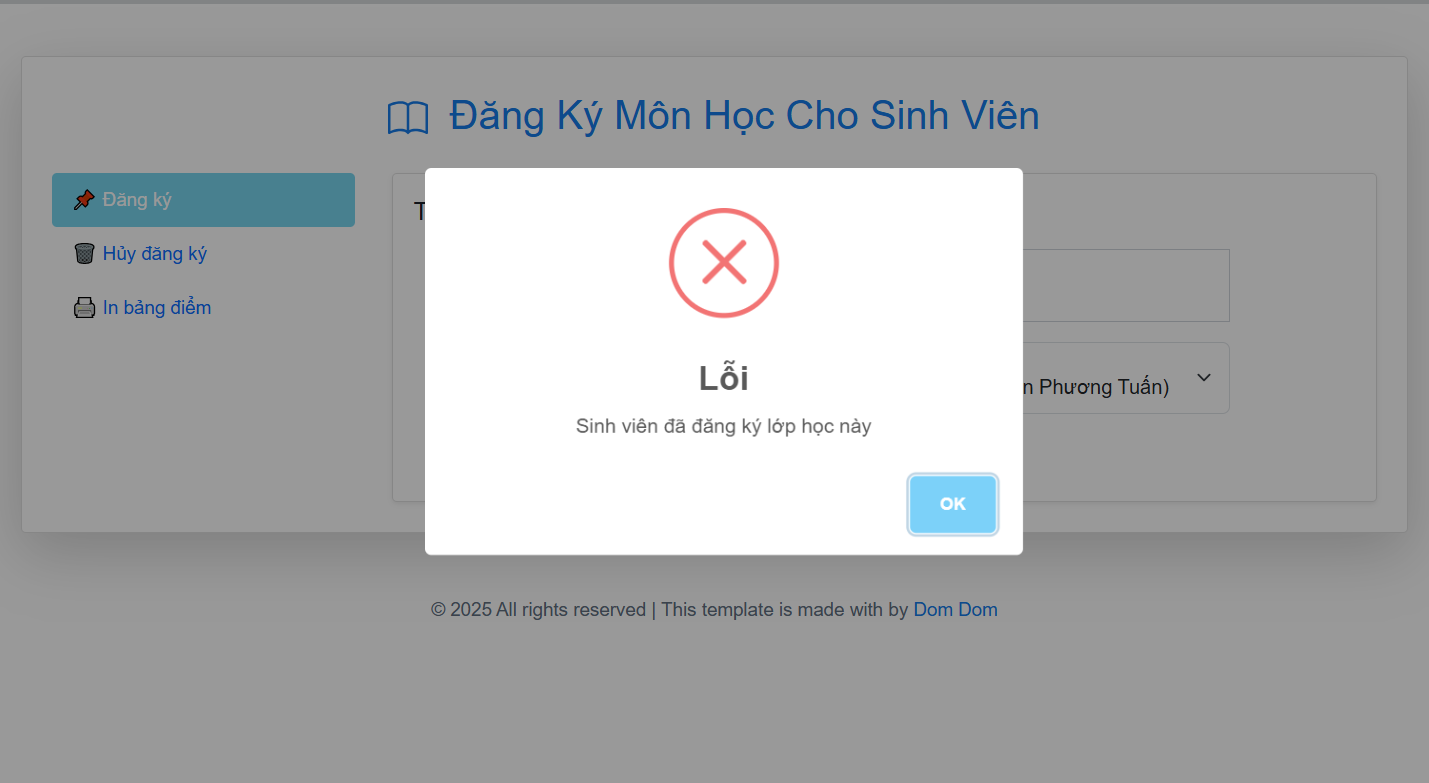 Đăng Ký Môn Học Cho Sinh Viên
Đăng ký
Hủy đăng ký
In bảng điểm
Lỗi
Sinh viên đã đăng ký lớp học này
OK
Phương Tuấn)
© 2025 All rights reserved | This template is made with by Dom Dom